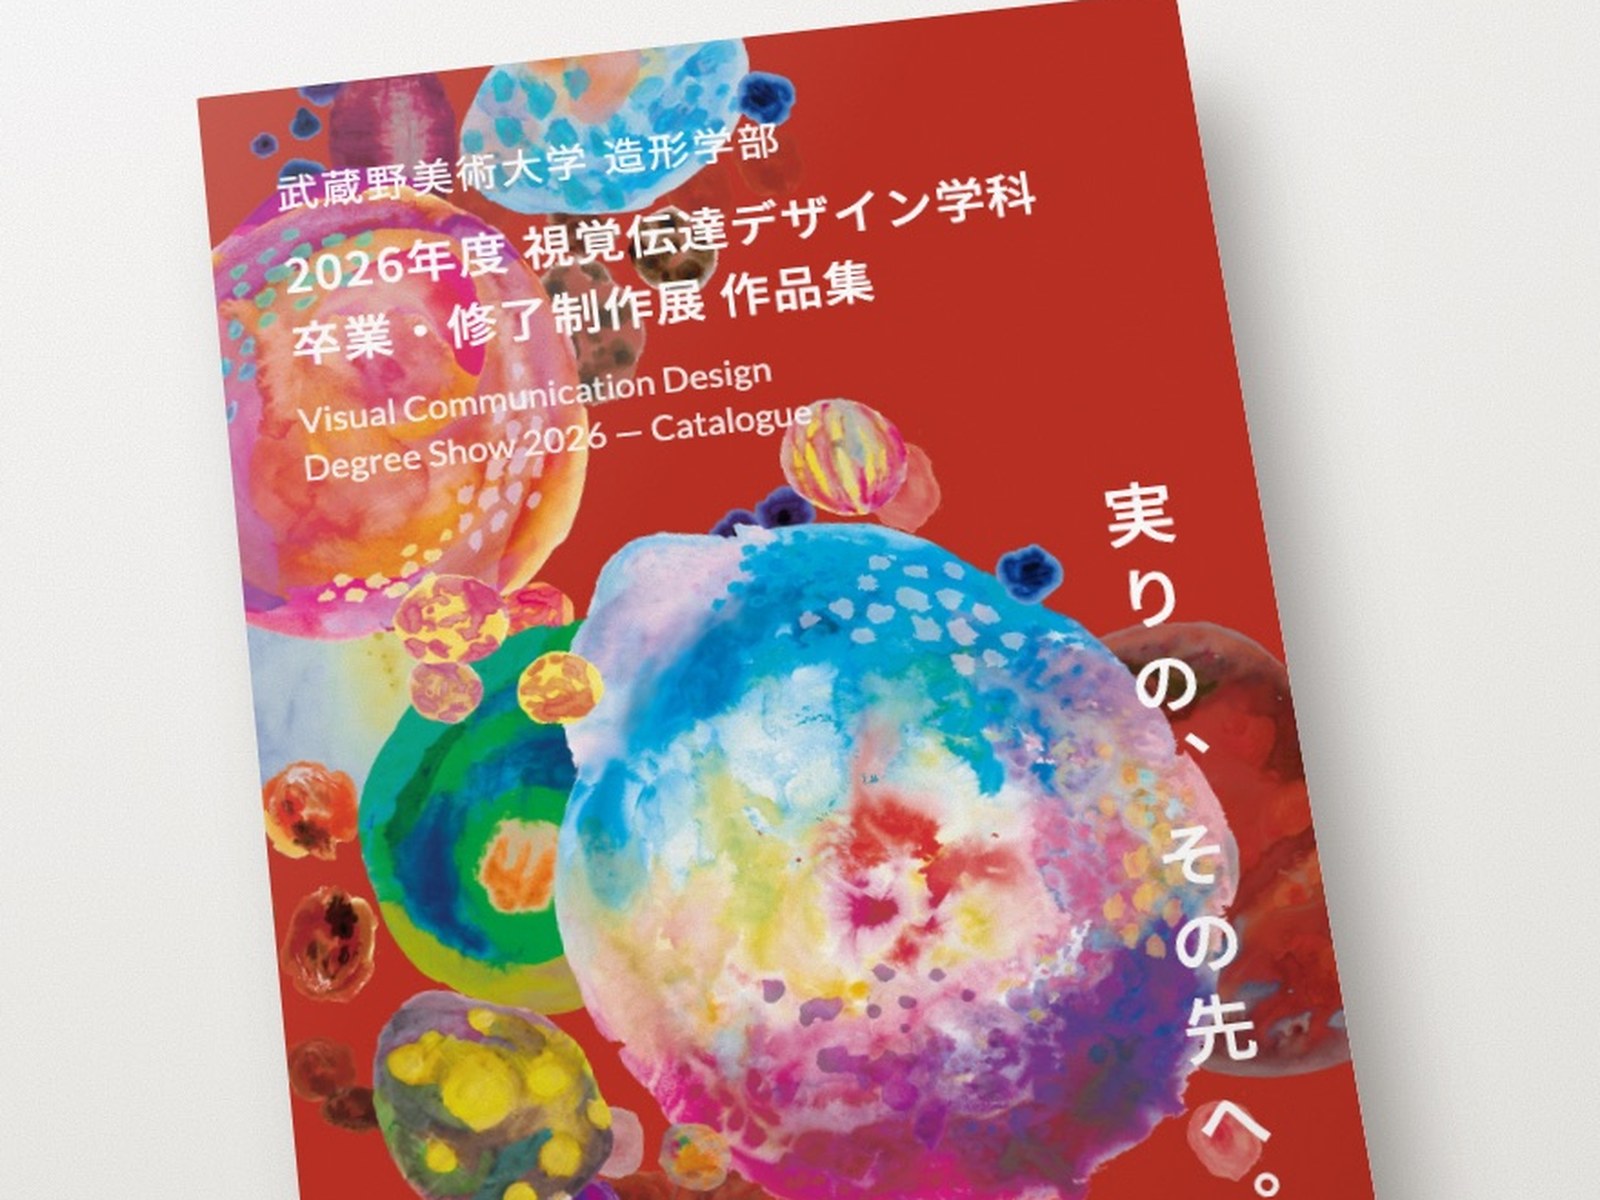 武蔵野美術大学 造形学部
2026年度 視覚伝達デザイン学科
卒業・修了制作展 作品集
Visual Communication Design
Degree Show 2026 — Catalogue
実りの、その先へ。